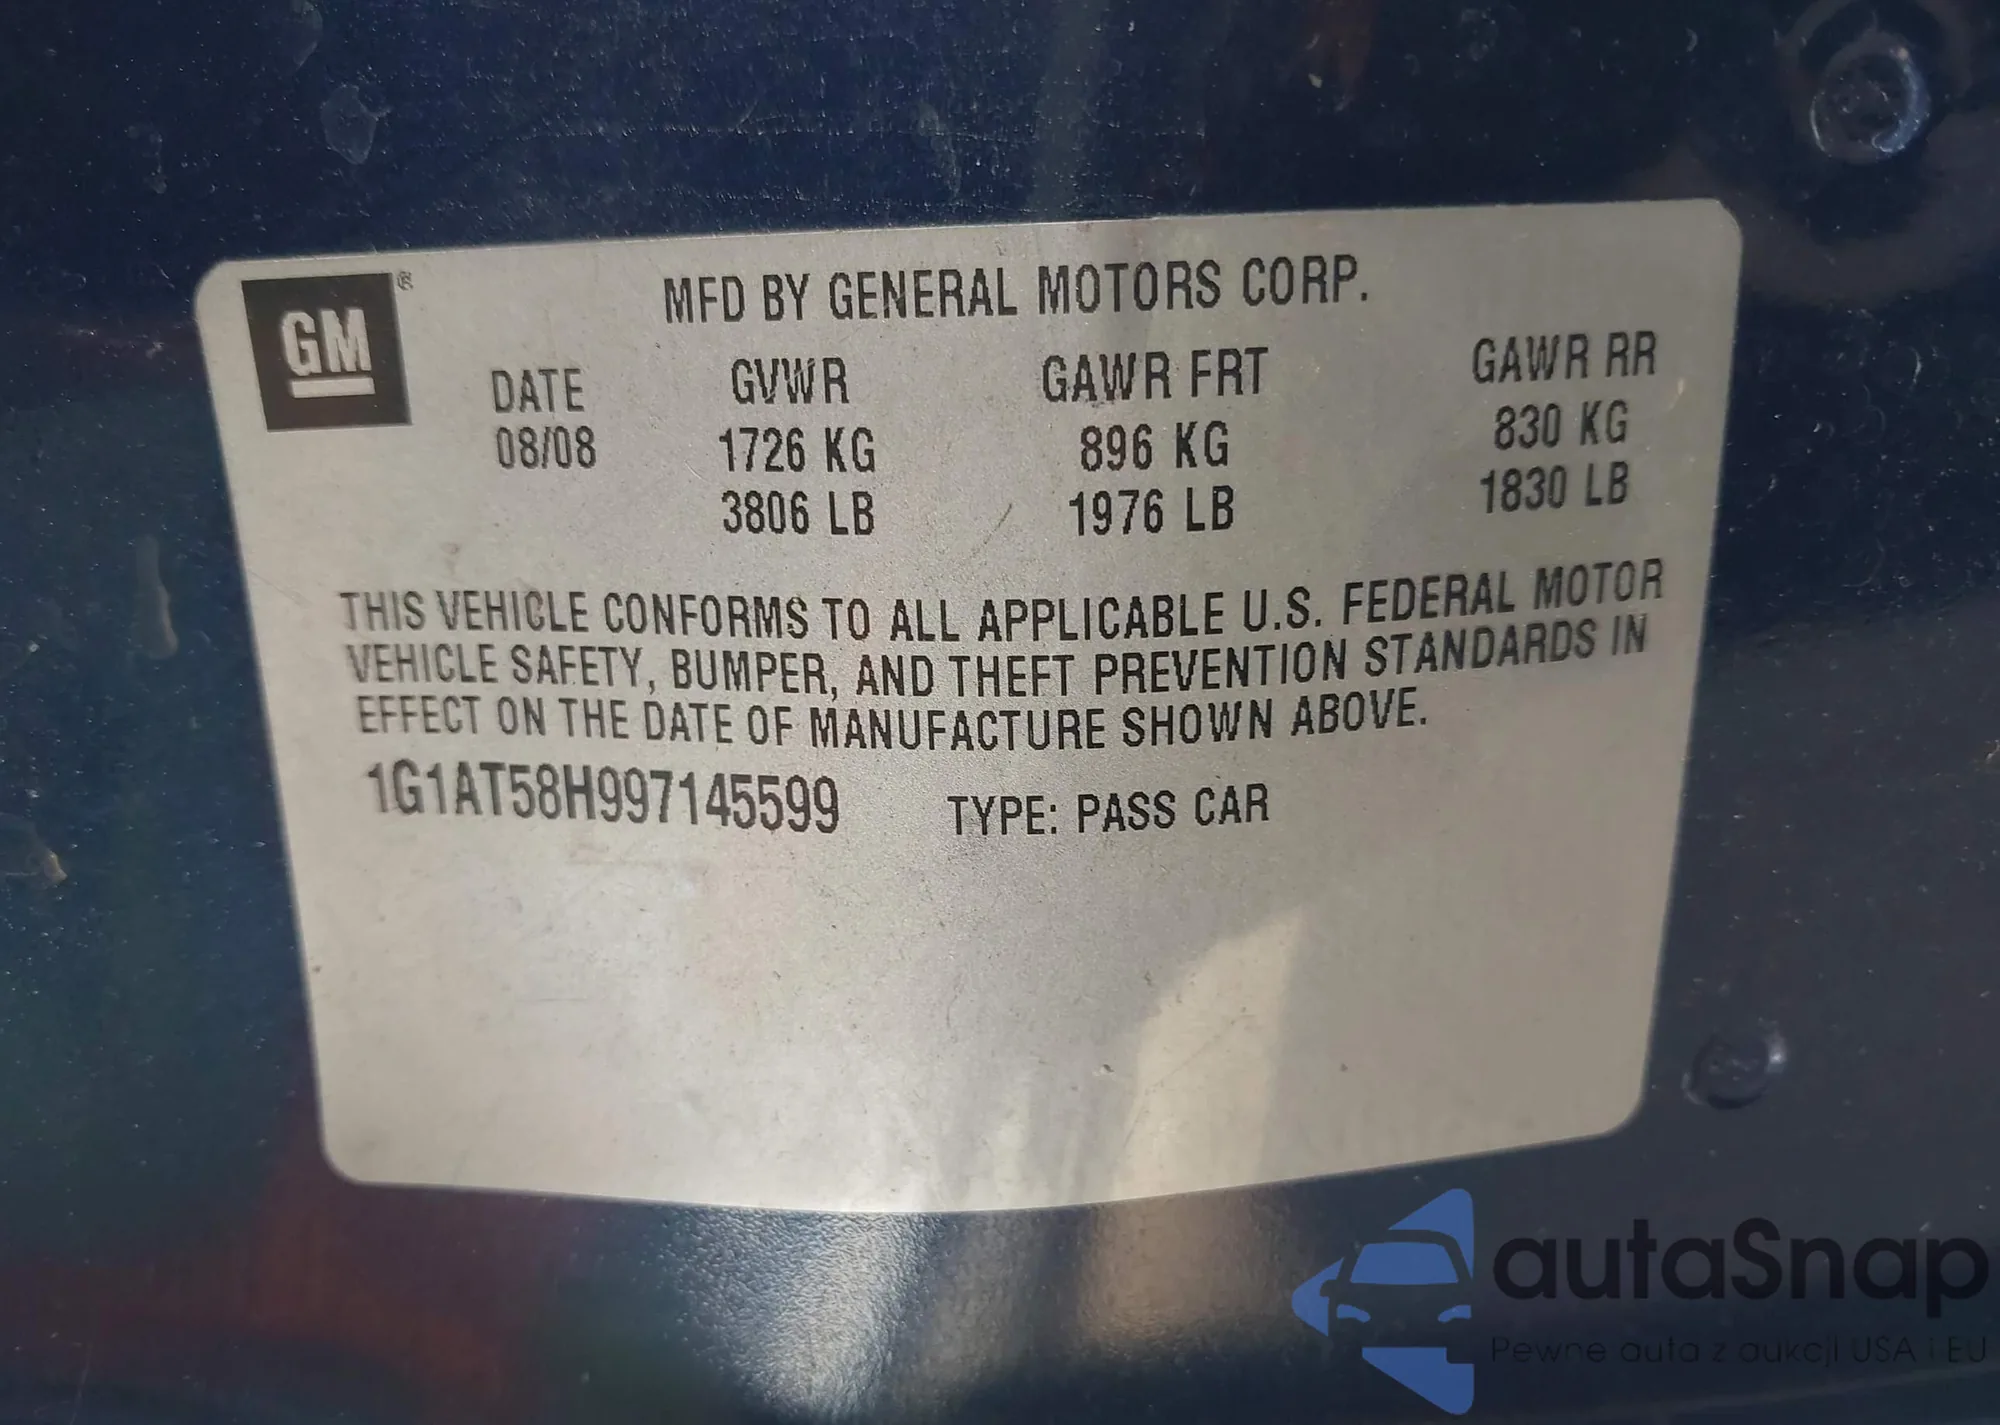 GM ®
MFD BY GENERAL MOTORS CORP.
DATE GVWR GAWR FRT GAWR RR
08/08 1726 KG 896 KG 830 KG
3806 LB 1976 LB 1830 LB
THIS VEHICLE CONFORMS TO ALL APPLICABLE U.S. FEDERAL MOTOR
VEHICLE SAFETY, BUMPER, AND THEFT PREVENTION STANDARDS IN
EFFECT ON THE DATE OF MANUFACTURE SHOWN ABOVE.
1G1AT58H997145599 TYPE: PASS CAR
autaSnap
Pewne auta z aukcji USA i EU